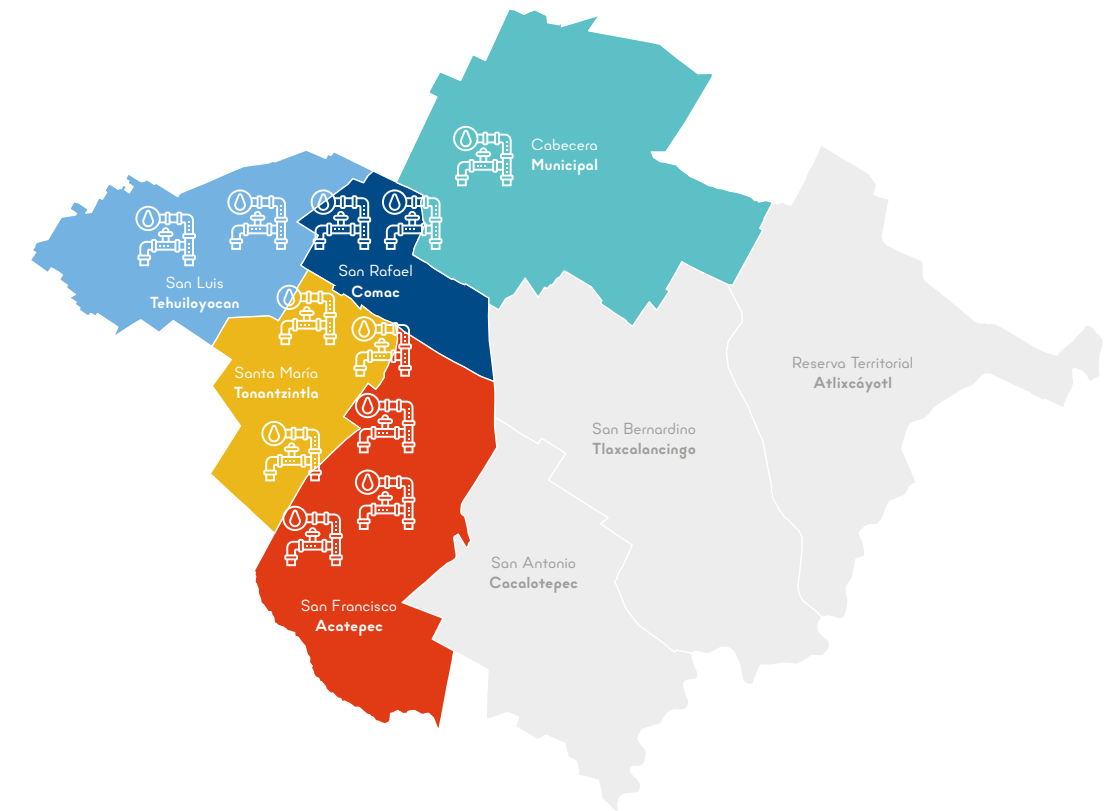 Cabecera
Municipal
San Rafael
Comac
San Luis
Tehuiloyocan
Santa María
Tonantzintla
Reserva Territorial
Atlixcáyotl
San Bernardino
Tlaxcalancingo
San Antonio
Cacalotepec
San Francisco
Acatepec